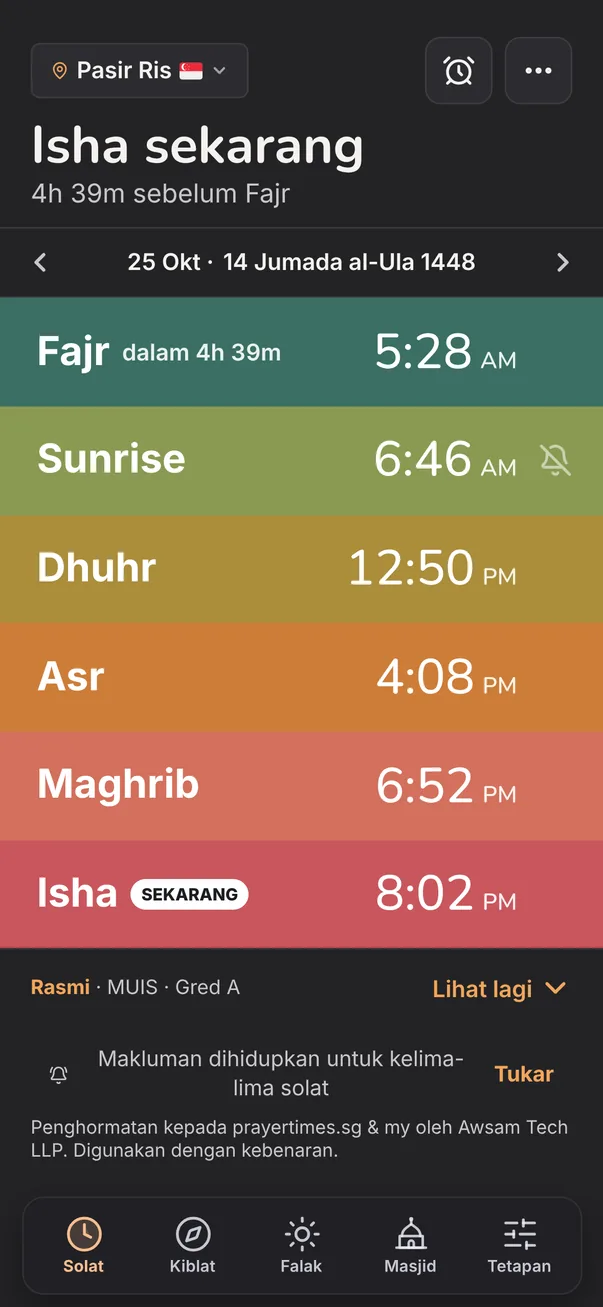 Pasir Ris
Isha sekarang
4h 39m sebelum Fajr
25 Okt · 14 Jumada al-Ula 1448
Fajr dalam 4h 39m 5:28 AM
Sunrise 6:46 AM
Dhuhr 12:50 PM
Asr 4:08 PM
Maghrib 6:52 PM
Isha SEKARANG 8:02 PM
Rasmi · MUIS · Gred A Lihat lagi
Makluman dihidupkan untuk kelima-
lima solat
Tukar
Penghormatan kepada prayertimes.sg & my oleh Awsam Tech
LLP. Digunakan dengan kebenaran.
Solat Kiblat Falak Masjid Tetapan